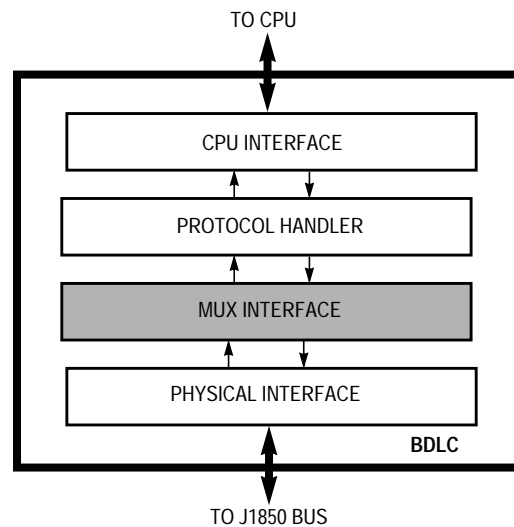 TO CPU
CPU INTERFACE
PROTOCOL HANDLER
MUX INTERFACE
PHYSICAL INTERFACE
BDLC
TO J1850 BUS